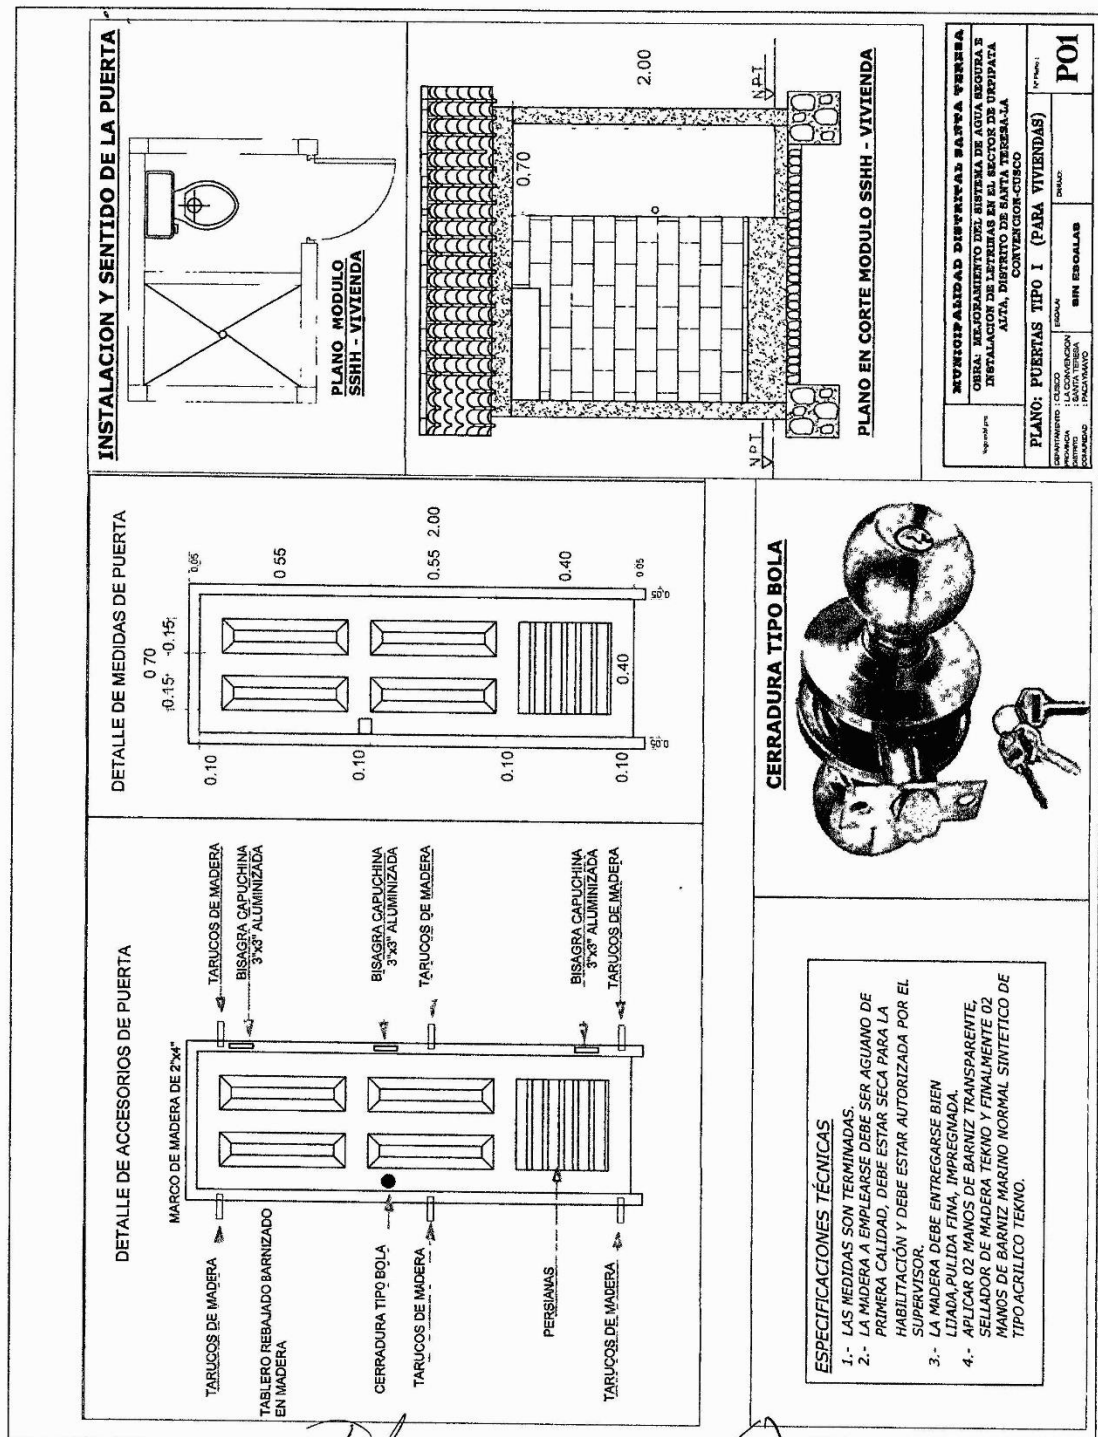 DETALLE DE ACCESORIOS DE PUERTA
MARCO DE MADERA DE 2"x4"
TARUCOS DE MADERA
TABLERO REBAJADO BARNIZADO
EN MADERA
CERRADURA TIPO BOLA
TARUCOS DE MADERA
PERSIANAS
TARUCOS DE MADERA
TARUCOS DE MADERA
BISAGRA CAPUCHINA
3"x3" ALUMINIZADA
BISAGRA CAPUCHINA
3"x3" ALUMINIZADA
TARUCOS DE MADERA
BISAGRA CAPUCHINA
3"x3" ALUMINIZADA
TARUCOS DE MADERA
DETALLE DE MEDIDAS DE PUERTA
0 70
0.15 0.15
0.10
0.10
0.10
0.10
0.05
0 55
0.55
2.00
0.40
0.40
0 05
0.05
0.05
INSTALACION Y SENTIDO DE LA PUERTA
PLANO MODULO
SSHH - VIVIENDA
0.70
2.00
N.P.T
N.P.T
PLANO EN CORTE MODULO SSHH - VIVIENDA
ESPECIFICACIONES TÉCNICAS
1.- LAS MEDIDAS SON TERMINADAS.
2.- LA MADERA A EMPLEARSE DEBE SER AGUANO DE
PRIMERA CALIDAD, DEBE ESTAR SECA PARA LA
HABILITACIÓN Y DEBE ESTAR AUTORIZADA POR EL
SUPERVISOR.
3.- LA MADERA DEBE ENTREGARSE BIEN
LIJADA,PULIDA FINA, IMPREGNADA.
4.- APLICAR 02 MANOS DE BARNIZ TRANSPARENTE,
SELLADOR DE MADERA TEKNO Y FINALMENTE 02
MANOS DE BARNIZ MARINO NORMAL SINTETICO DE
TIPO ACRILICO TEKNO.
CERRADURA TIPO BOLA
MUNICIPALIDAD DISTRITAL SANTA TERESA
OBRA: MEJORAMIENTO DEL SISTEMA DE AGUA SEGURA E
INSTALACION DE LETRINAS EN EL SECTOR DE URPIPATA
ALTA, DISTRITO DE SANTA TERESA-LA
CONVENCION-CUSCO
PLANO: PUERTAS TIPO I (PARA VIVIENDAS)
P01
DEPARTAMENTO : CUSCO
PROVINCIA : LA CONVENCION
DISTRITO : SANTA TERESA
COMUNIDAD : PACAYMAYO
ESCALA:
SIN ESCALAS
DIBUJO: